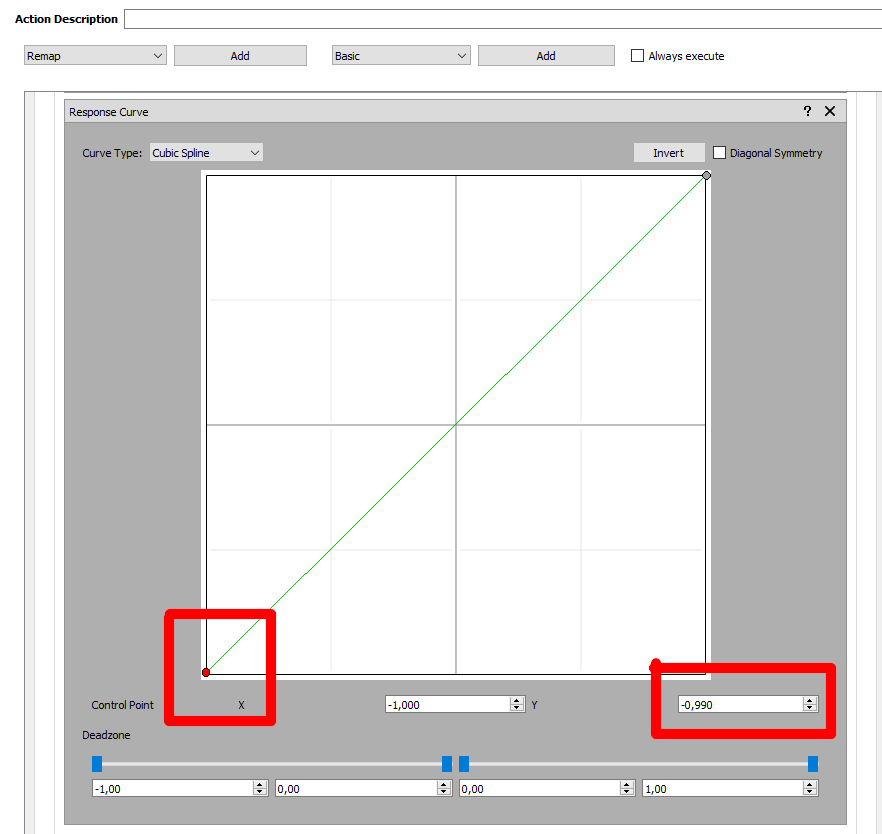 Action Description
Remap Add Basic Add Always execute
Response Curve ?
Curve Type: Cubic Spline Invert Diagonal Symmetry
Control Point X -1,000 Y -0,990
Deadzone
-1,00 0,00 0,00 1,00